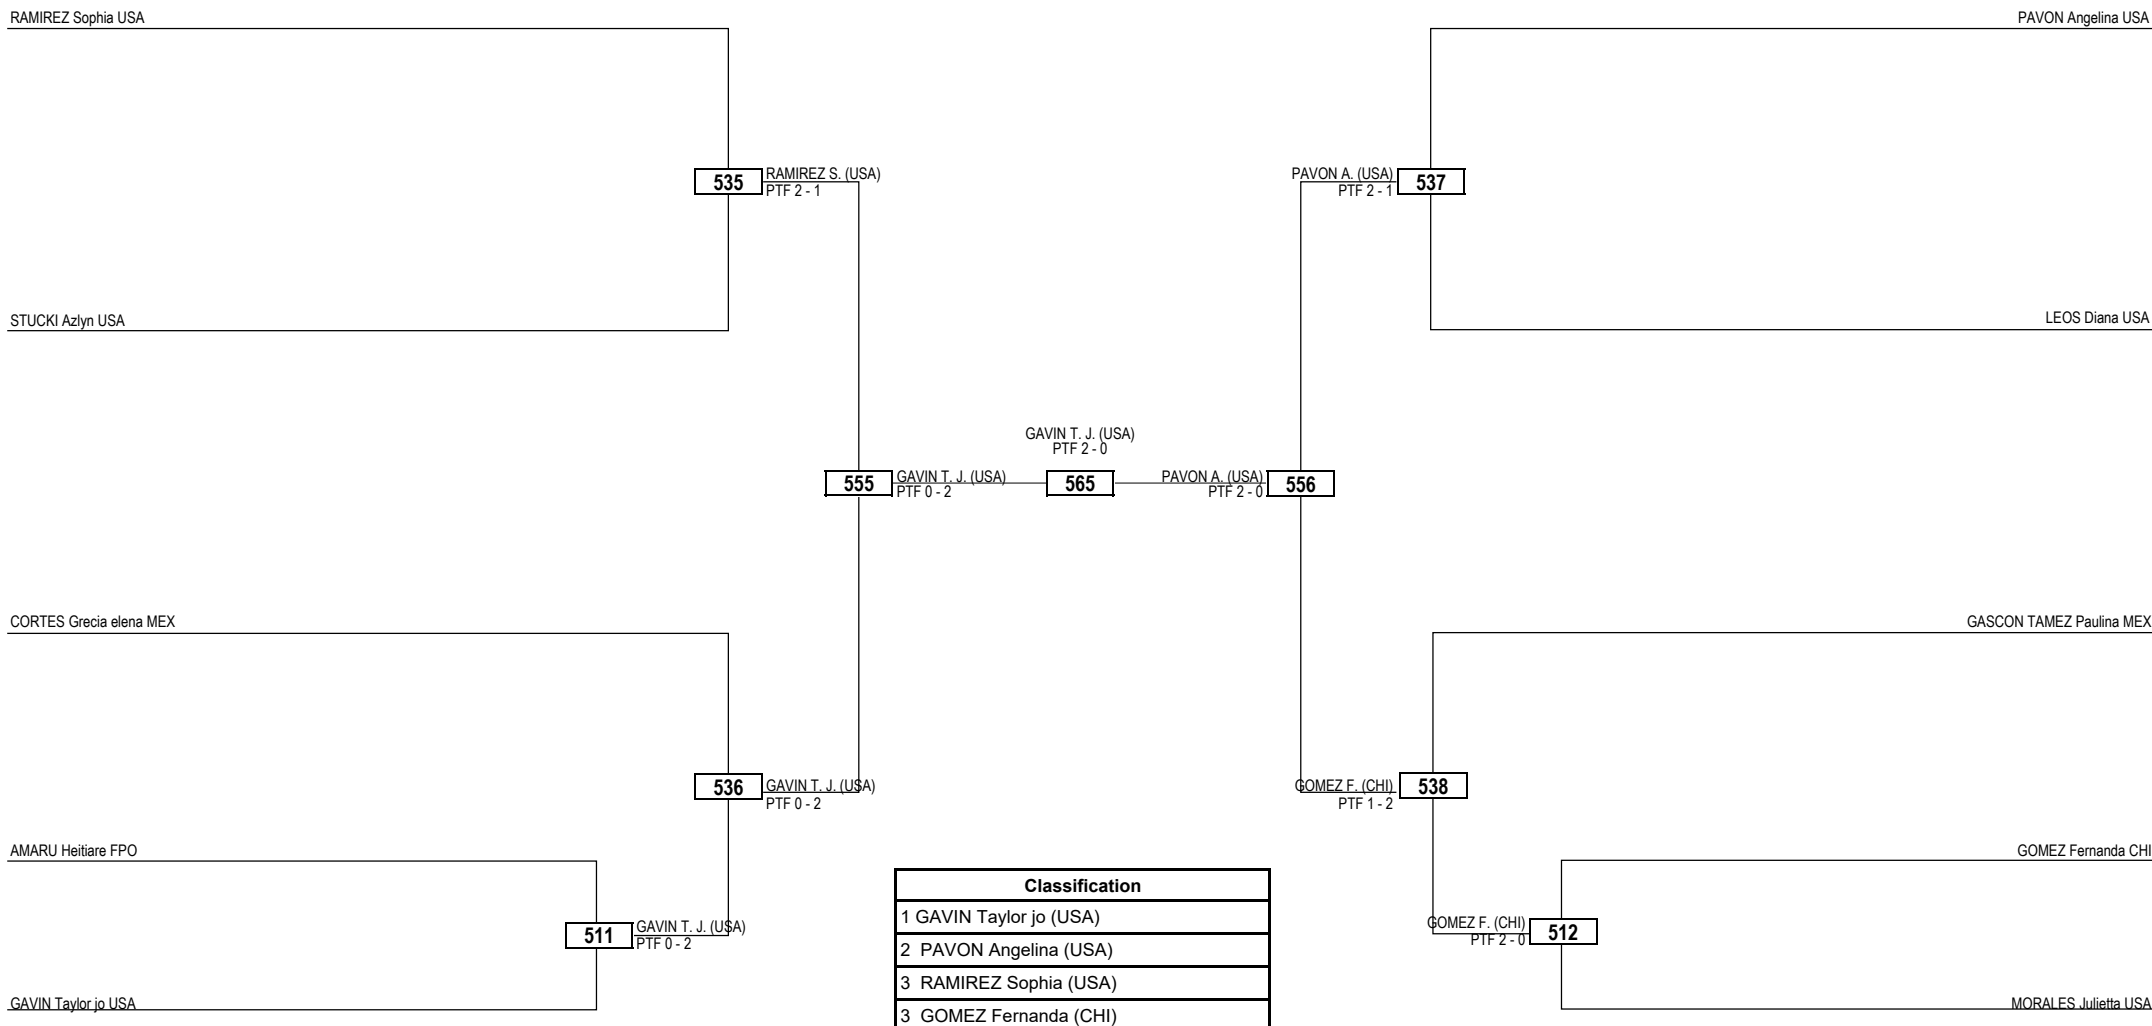 RAMIREZ Sophia USA
PAVON Angelina USA
535
RAMIREZ S. (USA)
PTF 2 - 1
PAVON A. (USA)
PTF 2 - 1
537
STUCKI Azlyn USA
LEOS Diana USA
GAVIN T. J. (USA)
PTF 2 - 0
555
GAVIN T. J. (USA)
PTF 0 - 2
565
PAVON A. (USA)
PTF 2 - 0
556
CORTES Grecia elena MEX
GASCON TAMEZ Paulina MEX
536
GAVIN T. J. (USA)
PTF 0 - 2
GOMEZ F. (CHI)
PTF 1 - 2
538
AMARU Heitiare FPO
GOMEZ Fernanda CHI
511
GAVIN T. J. (USA)
PTF 0 - 2
GOMEZ F. (CHI)
PTF 2 - 0
512
GAVIN Taylor jo USA
MORALES Julietta USA
Classification
1 GAVIN Taylor jo (USA)
2 PAVON Angelina (USA)
3 RAMIREZ Sophia (USA)
3 GOMEZ Fernanda (CHI)